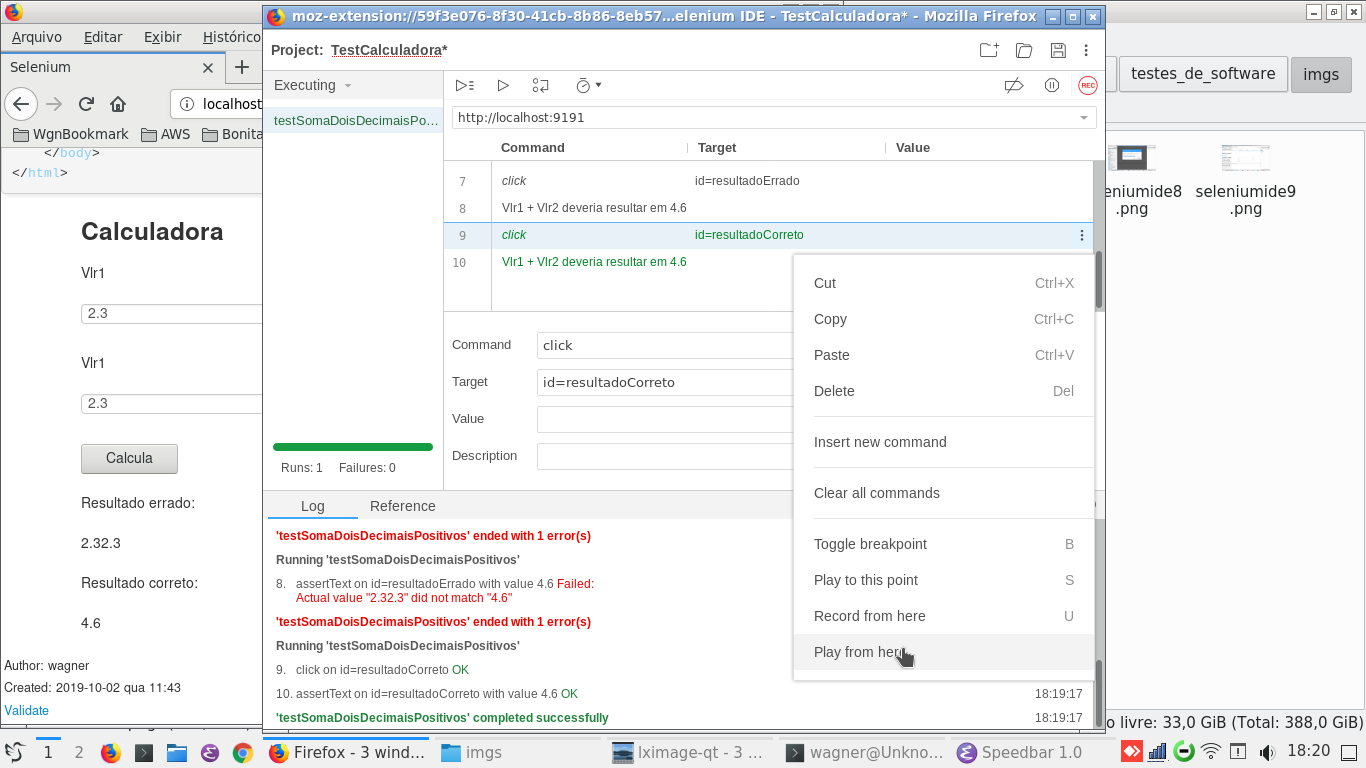 moz-extension://59f3e076-8f30-41cb-8b86-8eb57...elenium IDE - TestCalculadora* - Mozilla Firefox
Arquivo Editar Exibir Histórico
Selenium
localhost
WgnBookmark AWS Bonita
</body>
</html>
Calculadora
Vlr1
2.3
Vlr1
2.3
Calcula
Resultado errado:
2.32.3
Resultado correto:
4.6
Author: wagner
Created: 2019-10-02 qua 11:43
Validate
Project: TestCalculadora*
Executing
testSomaDoisDecimaisPo...
Runs: 1 Failures: 0
REC
http://localhost:9191
Command Target Value
7 click id=resultadoErrado
8 Vlr1 + Vlr2 deveria resultar em 4.6
9 click id=resultadoCorreto
10 Vlr1 + Vlr2 deveria resultar em 4.6
Command click
Target id=resultadoCorreto
Value
Description
Log Reference
'testSomaDoisDecimaisPositivos' ended with 1 error(s)
Running 'testSomaDoisDecimaisPositivos'
8. assertText on id=resultadoErrado with value 4.6 Failed:
Actual value "2.32.3" did not match "4.6"
'testSomaDoisDecimaisPositivos' ended with 1 error(s)
Running 'testSomaDoisDecimaisPositivos'
9. click on id=resultadoCorreto OK
10. assertText on id=resultadoCorreto with value 4.6 OK 18:19:17
'testSomaDoisDecimaisPositivos' completed successfully 18:19:17
Cut Ctrl+X
Copy Ctrl+C
Paste Ctrl+V
Delete Del
Insert new command
Clear all commands
Toggle breakpoint B
Play to this point S
Record from here U
Play from here
testes_de_software imgs
eniumide8
.png
seleniumide9
.png
o livre: 33,0 GiB (Total: 388,0 GiB)
1 2 Firefox - 3 wind... imgs lximage-qt - 3 ... wagner@Unkno... Speedbar 1.0 18:20